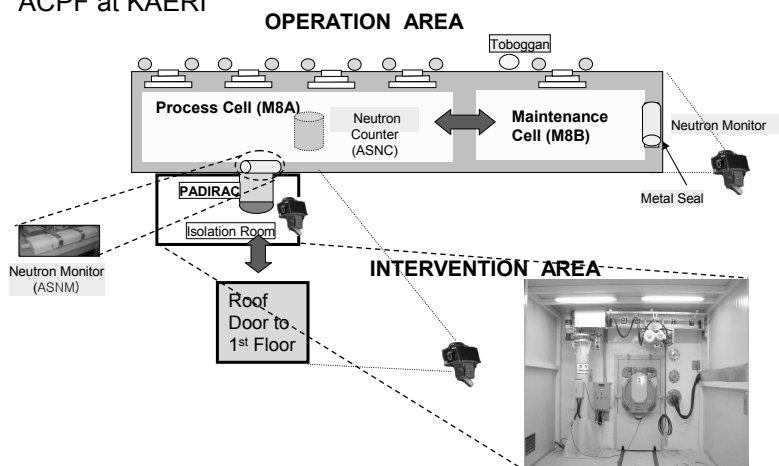 ACPF at KAERI
OPERATION AREA
Toboggan
Process Cell (M8A)
Neutron
Counter
(ASNC)
Maintenance
Cell (M8B)
Neutron Monitor
Metal Seal
PADIRAC
Isolation Room
Neutron Monitor
(ASNM)
INTERVENTION AREA
Roof
Door to
1st Floor